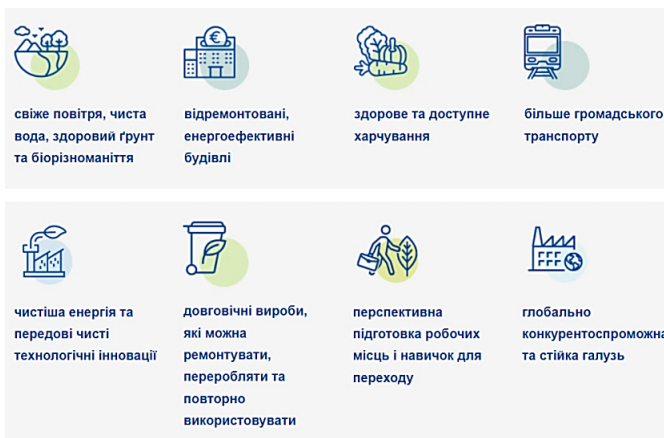 свіже повітря, чиста
вода, здоровий ґрунт
та біорізноманіття
відремонтовані,
енергоефективні
будівлі
здорове та доступне
харчування
більше громадського
транспорту
чистіша енергія та
передові чисті
технологічні інновації
довговічні вироби,
які можна
ремонтувати,
переробляти та
повторно
використовувати
перспективна
підготовка робочих
місць і навичок для
переходу
глобально
конкурентоспроможна
та стійка галузь